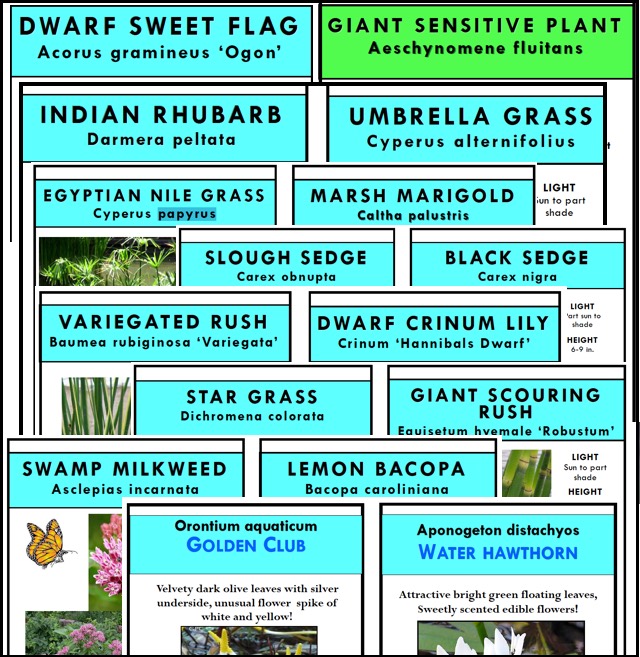 DWARF SWEET FLAG
Acorus gramineus ‘Ogon’
GIANT SENSITIVE PLANT
Aeschynomene fluitans
INDIAN RHUBARB
Darmera peltata
UMBRELLA GRASS
Cyperus alternifolius
EGYPTIAN NILE GRASS
Cyperus papyrus
MARSH MARIGOLD
Caltha palustris
LIGHT
Sun to part
shade
SLOUGH SEDGE
Carex obnupta
BLACK SEDGE
Carex nigra
VARIEGATED RUSH
Baumea rubiginosa ‘Variegata’
DWARF CRINUM LILY
Crinum ‘Hannibals Dwarf’
LIGHT
sun to
shade
HEIGHT
6-9 in.
STAR GRASS
Dichromena colorata
GIANT SCOURING
RUSH
Equisetum hyemale ‘Robustum’
SWAMP MILKWEED
Asclepias incarnata
LEMON BACOPA
Bacopa caroliniana
LIGHT
Sun to part
shade
HEIGHT
Orontium aquaticum
GOLDEN CLUB
Velvety dark olive leaves with silver
underside, unusual flower spike of
white and yellow!
Aponogeton distachyos
WATER HAWTHORN
Attractive bright green floating leaves,
Sweetly scented edible flowers!